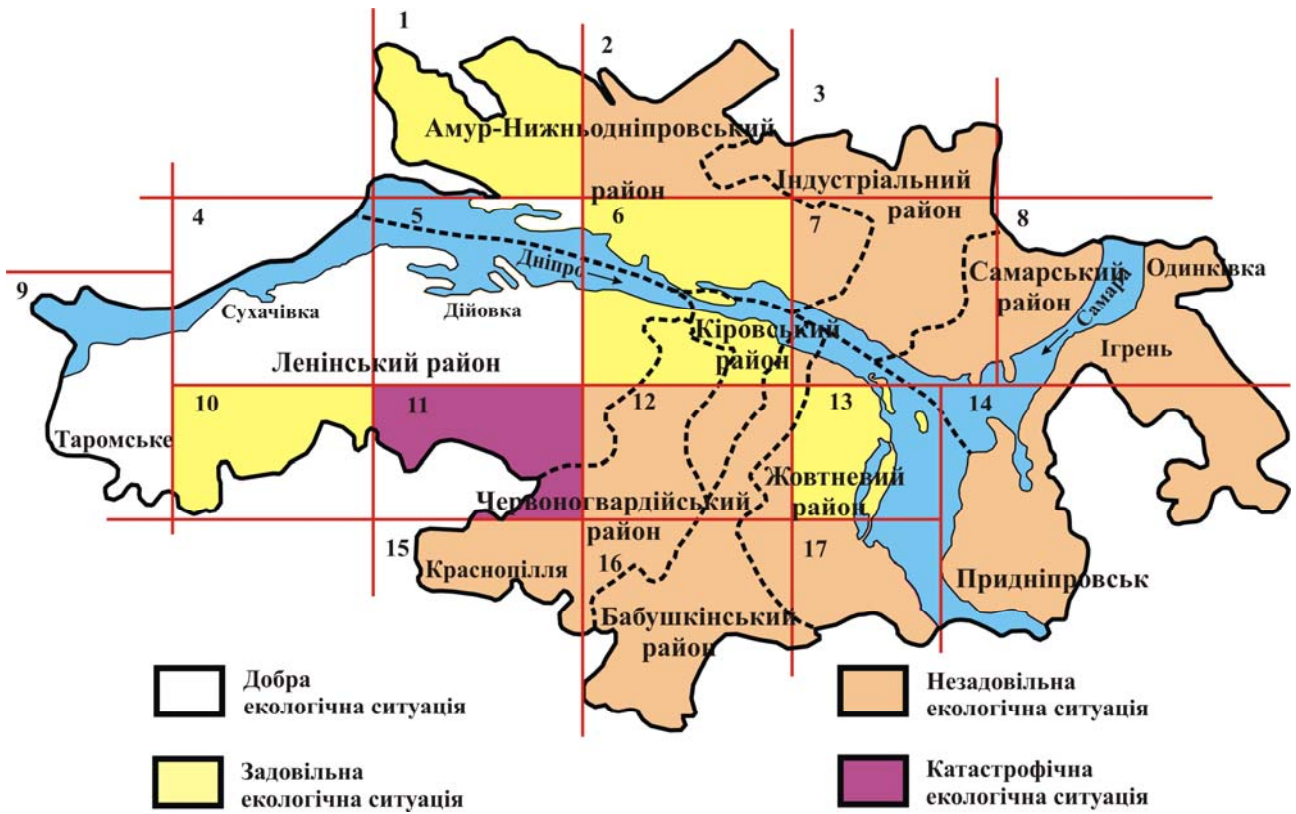 1
2
3
Амур-Нижньодніпровський
район
Індустріальний
район
4
5
6
7
8
Дніпро
Самарський
район
Самара
Одинківка
9
Сухачівка
Дійовка
Кіровський
район
Ігрень
Ленінський район
10
11
12
13
14
Таромське
Жовтневий
район
Червоногвардійський
район
15
Краснопілля
16
17
Придніпровськ
Бабушкінський
район
Добра
екологічна ситуація
Незадовільна
екологічна ситуація
Задовільна
екологічна ситуація
Катастрофічна
екологічна ситуація